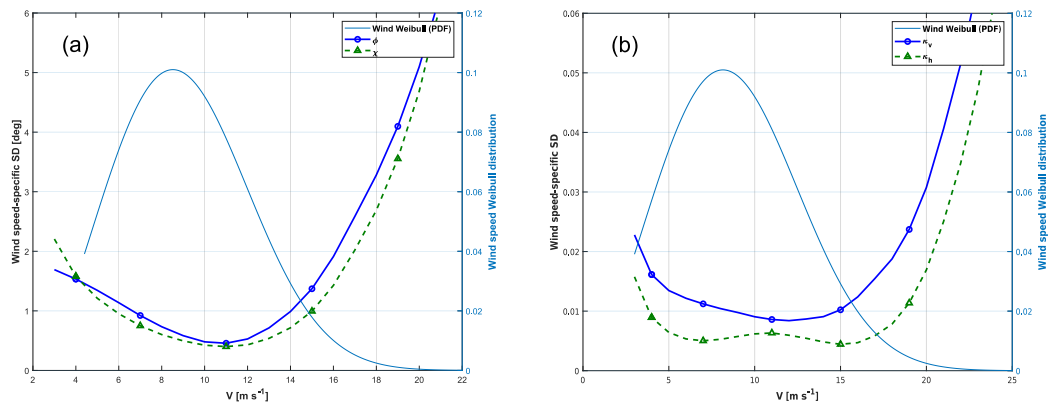 (a)
Wind Weibull (PDF)
ϕ
χ
Wind speed-specific SD [deg]
6
5
4
3
2
1
0
0.12
0.1
0.08
0.06
0.04
0.02
0
Wind speed Weibull distribution
2 4 6 8 10 12 14 16 18 20 22
V [m s⁻¹]
(b)
Wind Weibull (PDF)
κv
κh
Wind speed-specific SD
0.06
0.05
0.04
0.03
0.02
0.01
0
0.12
0.1
0.08
0.06
0.04
0.02
0
Wind speed Weibull distribution
0 5 10 15 20 25
V [m s⁻¹]